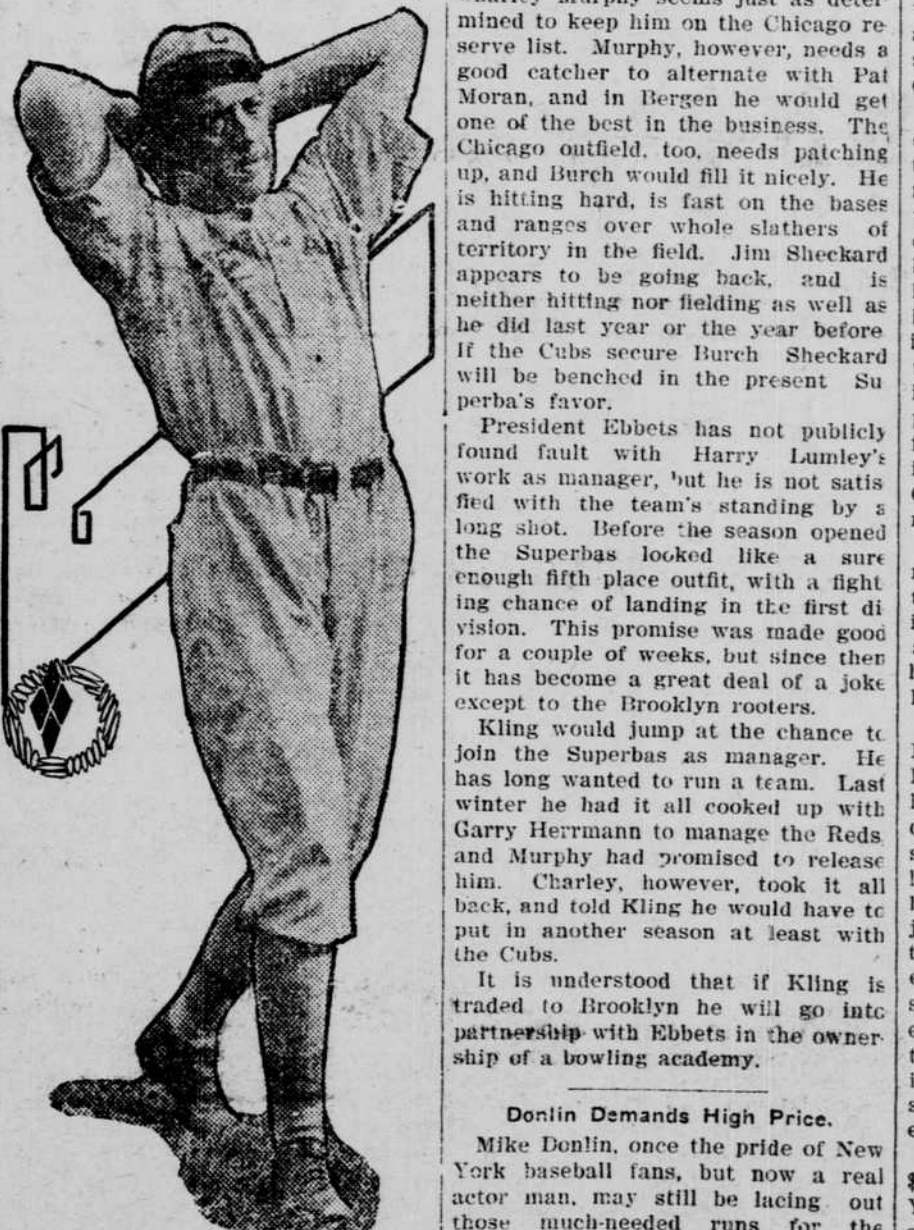 C
Charley Murphy seems just as deter-
mined to keep him on the Chicago re
serve list. Murphy, however, needs a
good catcher to alternate with Pat
Moran, and in Bergen he would get
one of the best in the business. The
Chicago outfield, too, needs patching
up, and Burch would fill it nicely. He
is hitting hard, is fast on the bases
and ranges over whole slathers of
territory in the field. Jim Sheckard
appears to be going back, and is
neither hitting nor fielding as well as
he did last year or the year before
If the Cubs secure Burch Sheckard
will be benched in the present Su
perba's favor.
President Ebbets has not publicly
found fault with Harry Lumley's
work as manager, but he is not satis
fied with the team's standing by a
long shot. Before the season opened
the Superbas looked like a sure
enough fifth place outfit, with a fight
ing chance of landing in the first di
vision. This promise was made good
for a couple of weeks, but since then
it has become a great deal of a joke
except to the Brooklyn rooters.
Kling would jump at the chance to
join the Superbas as manager. He
has long wanted to run a team. Last
winter he had it all cooked up with
Garry Herrmann to manage the Reds
and Murphy had promised to release
him. Charley, however, took it all
back, and told Kling he would have to
put in another season at least with
the Cubs.
It is understood that if Kling is
traded to Brooklyn he will go into
partnership with Ebbets in the owner-
ship of a bowling academy.
Donlin Demands High Price.
Mike Donlin, once the pride of New
York baseball fans, but now a real
actor man, may still be lacing out
those much-needed runs for the